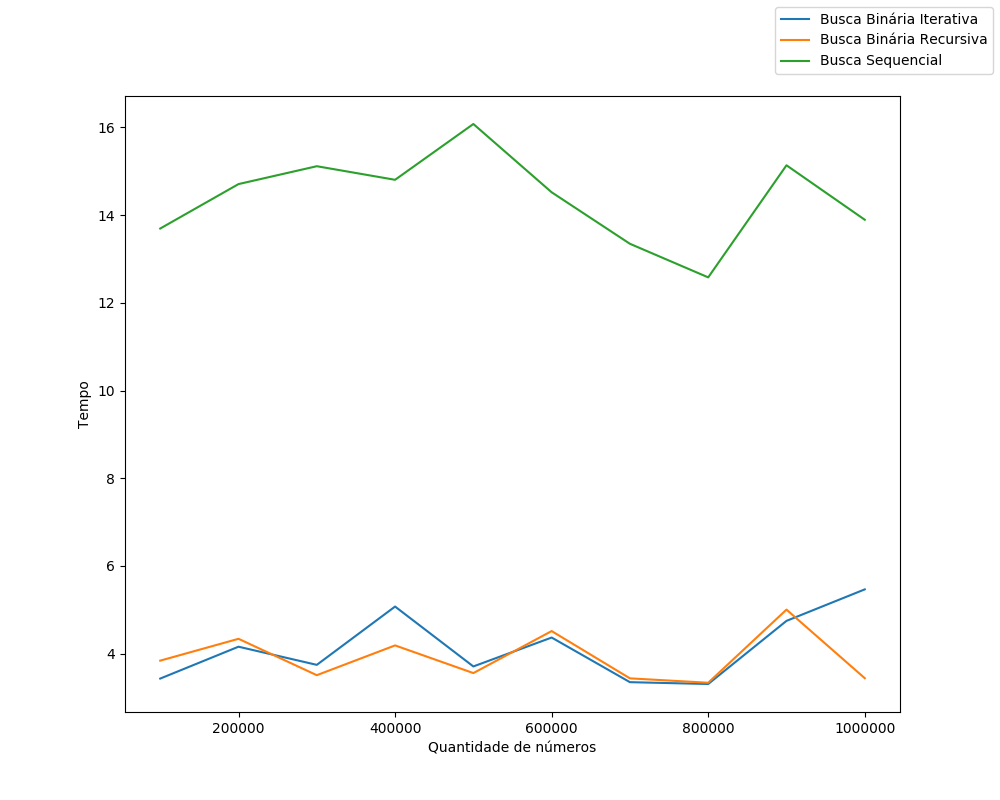 Busca Binária Iterativa
Busca Binária Recursiva
Busca Sequencial
16
14
12
10
8
6
4
Tempo
200000 400000 600000 800000 1000000
Quantidade de números